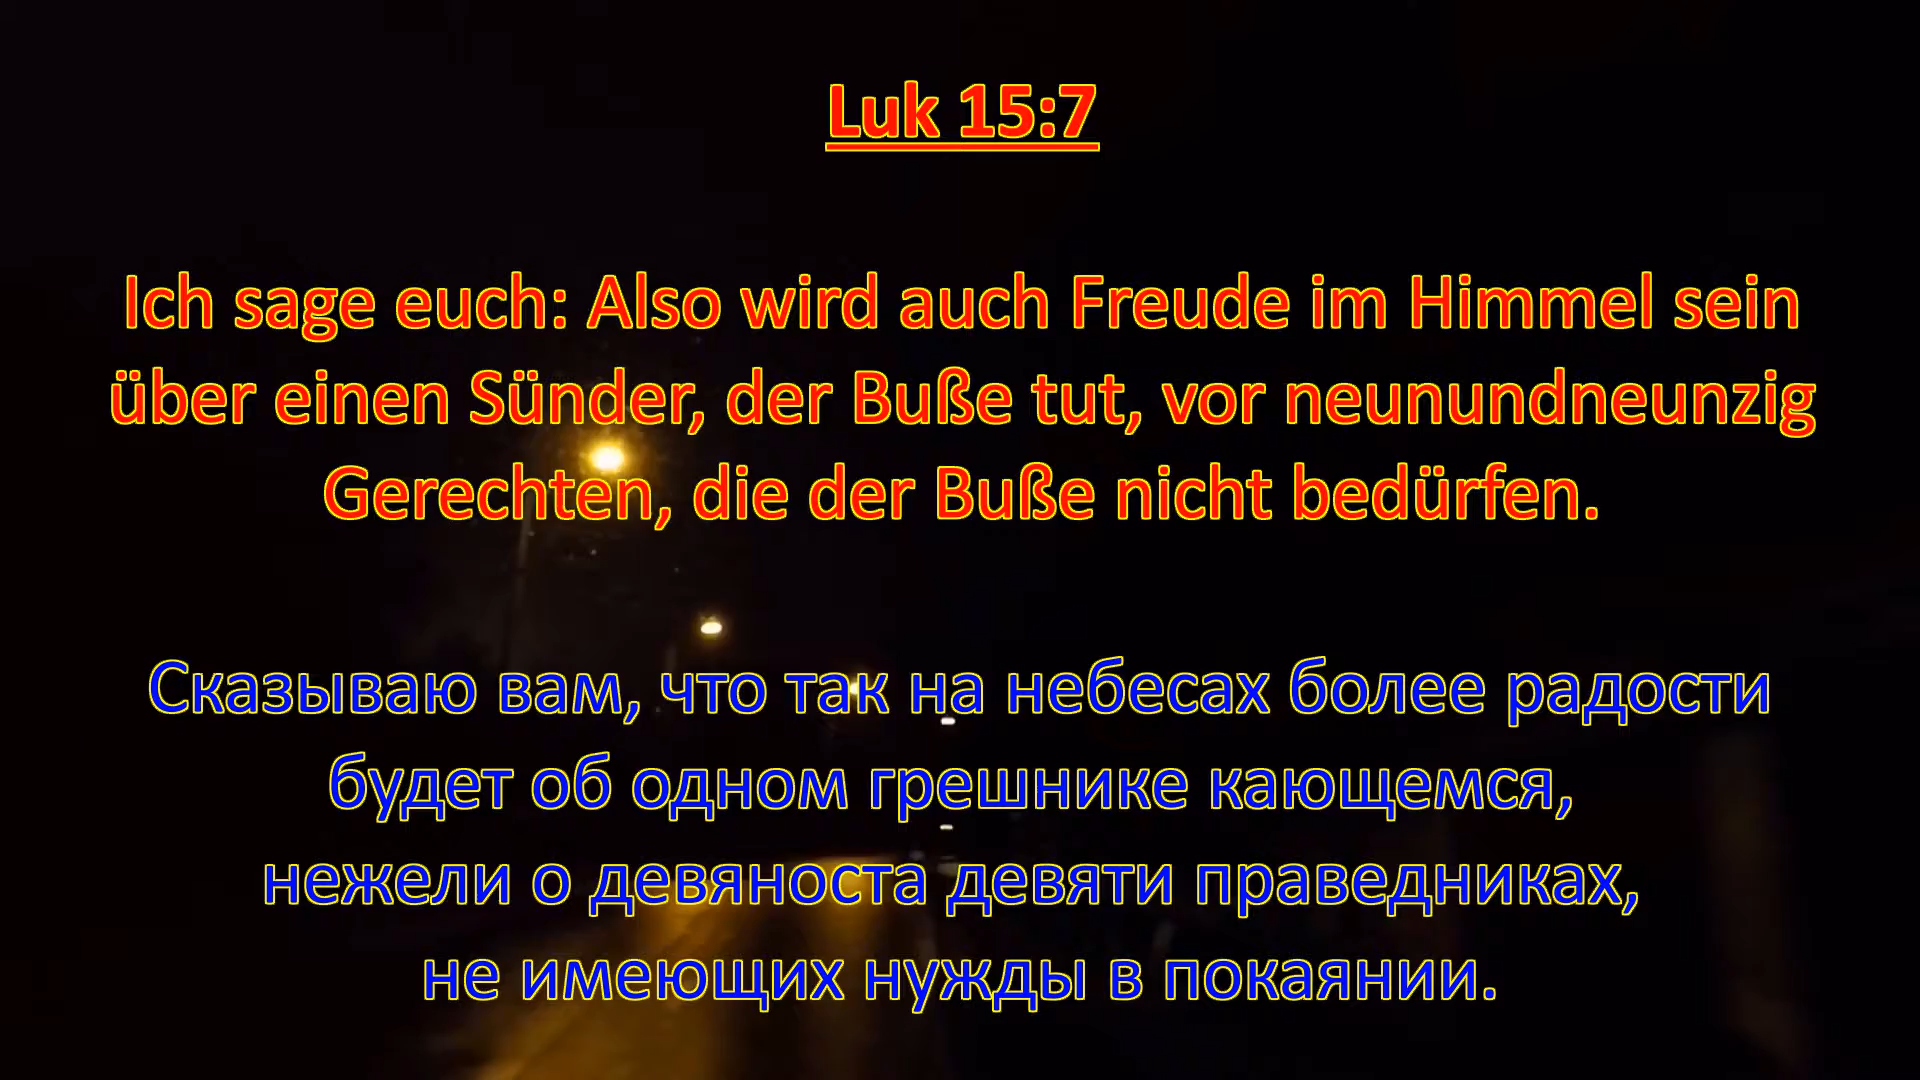 Luk 15:7
Ich sage euch: Also wird auch Freude im Himmel sein
über einen Sünder, der Buße tut, vor neunundneunzig
Gerechten, die der Buße nicht bedürfen.
Сказываю вам, что так на небесах более радости
будет об одном грешнике кающемся,
нежели о девяноста девяти праведниках,
не имеющих нужды в покаянии.